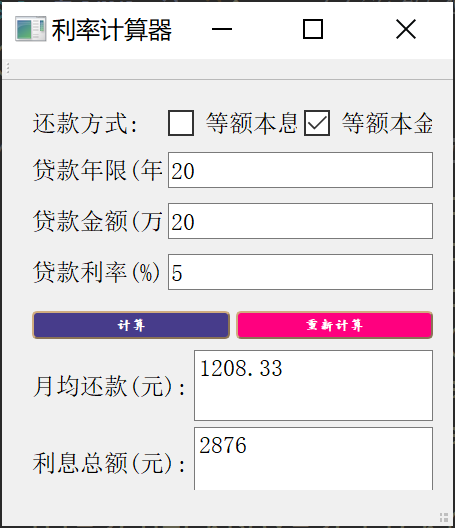 利率计算器
还款方式: 等额本息 等额本金
贷款年限(年 20
贷款金额(万 20
贷款利率(%) 5
计算 重新计算
月均还款(元): 1208.33
利息总额(元): 2876